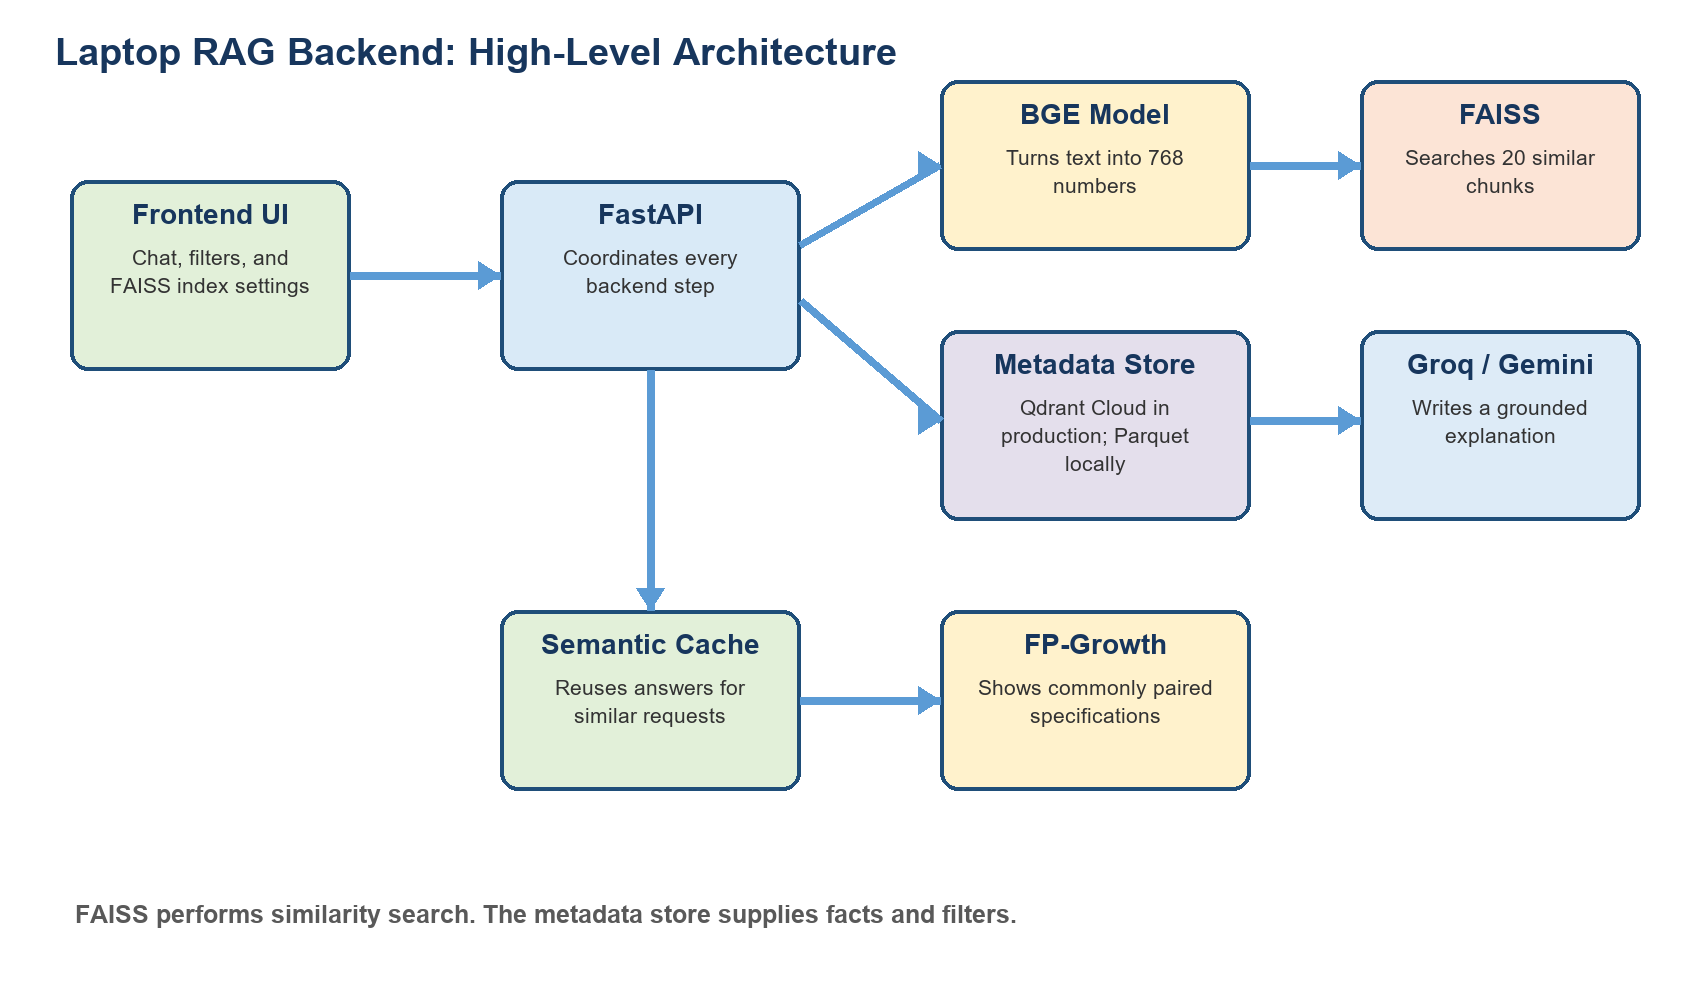 Laptop RAG Backend: High-Level Architecture
Frontend UI
Chat, filters, and
FAISS index settings
FastAPI
Coordinates every
backend step
BGE Model
Turns text into 768
numbers
FAISS
Searches 20 similar
chunks
Metadata Store
Qdrant Cloud in
production; Parquet
locally
Groq / Gemini
Writes a grounded
explanation
Semantic Cache
Reuses answers for
similar requests
FP-Growth
Shows commonly paired
specifications
FAISS performs similarity search. The metadata store supplies facts and filters.